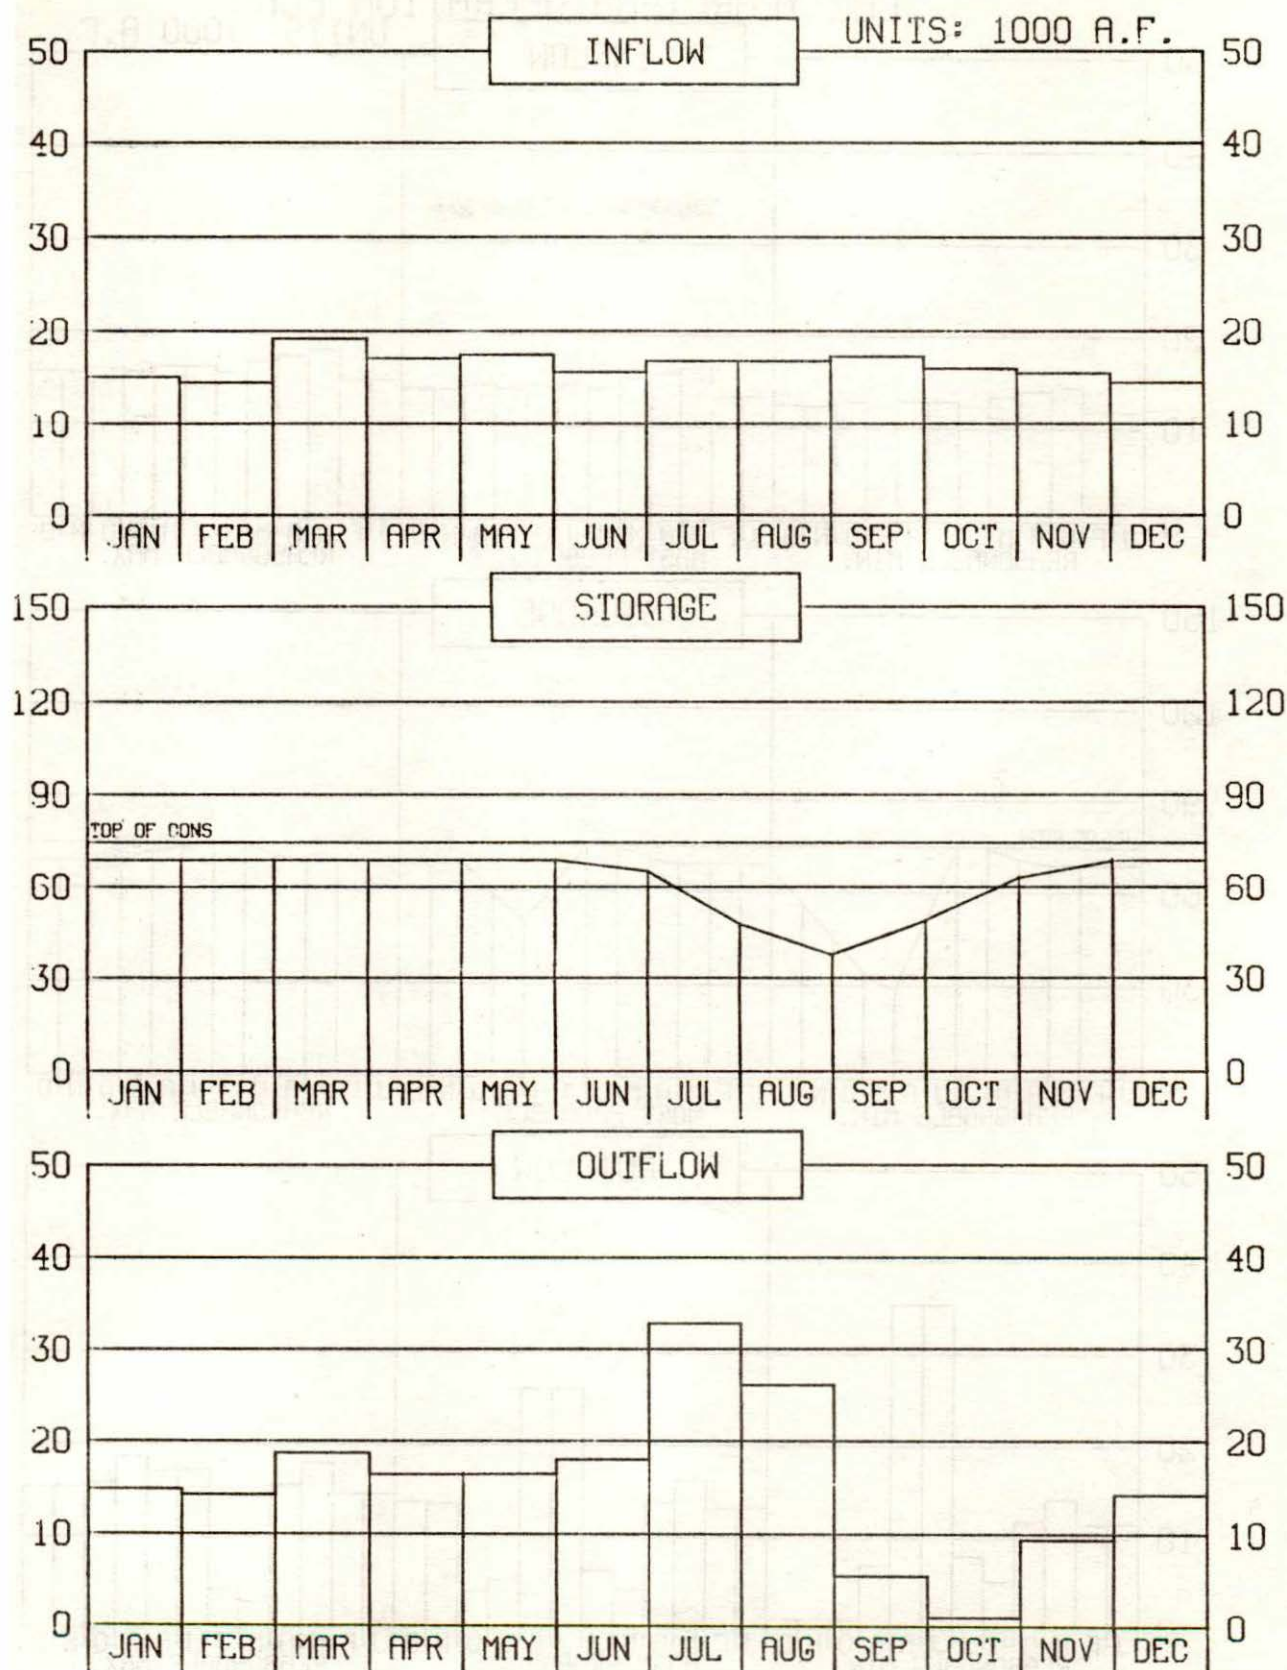 UNITS: 1000 A.F.
INFLOW
50 50
40 40
30 30
20 20
10 10
0 0
JAN FEB MAR APR MAY JUN JUL AUG SEP OCT NOV DEC
STORAGE
150 150
120 120
90 90
TOP OF CONS
60 60
30 30
0 0
JAN FEB MAR APR MAY JUN JUL AUG SEP OCT NOV DEC
OUTFLOW
50 50
40 40
30 30
20 20
10 10
0 0
JAN FEB MAR APR MAY JUN JUL AUG SEP OCT NOV DEC